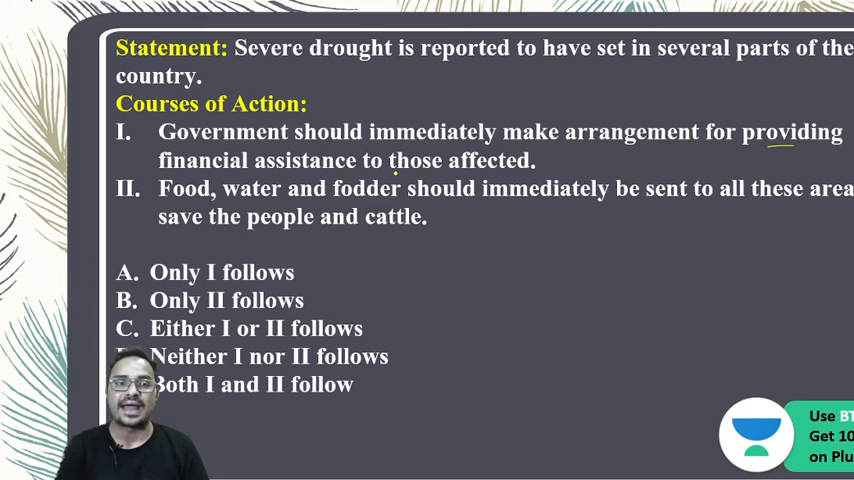 Statement: Severe drought is reported to have set in several parts of the
country.
Courses of Action:
I. Government should immediately make arrangement for providing
financial assistance to those affected.
II. Food, water and fodder should immediately be sent to all these area
save the people and cattle.
A. Only I follows
B. Only II follows
C. Either I or II follows
Neither I nor II follows
Both I and II follow
Use BT
Get 10
on Plu